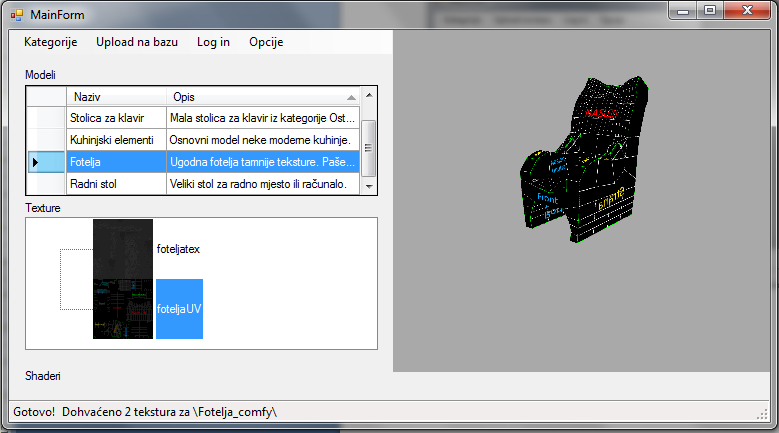 MainForm
Kategorije Upload na bazu Log in Opcije
Modeli
Naziv Opis
Stolica za klavir Mala stolica za klavir iz kategorije Ost...
Kuhinjski elementi Osnovni model neke moderne kuhinje.
Fotelja Ugodna fotelja tamnije teksture. Paše...
Radni stol Veliki stol za radno mjesto ili računalo.
Texture
foteljatex
foteljaUV
Shaderi
Gotovo! Dohvaćeno 2 tekstura za \Fotelja_comfy\
Front